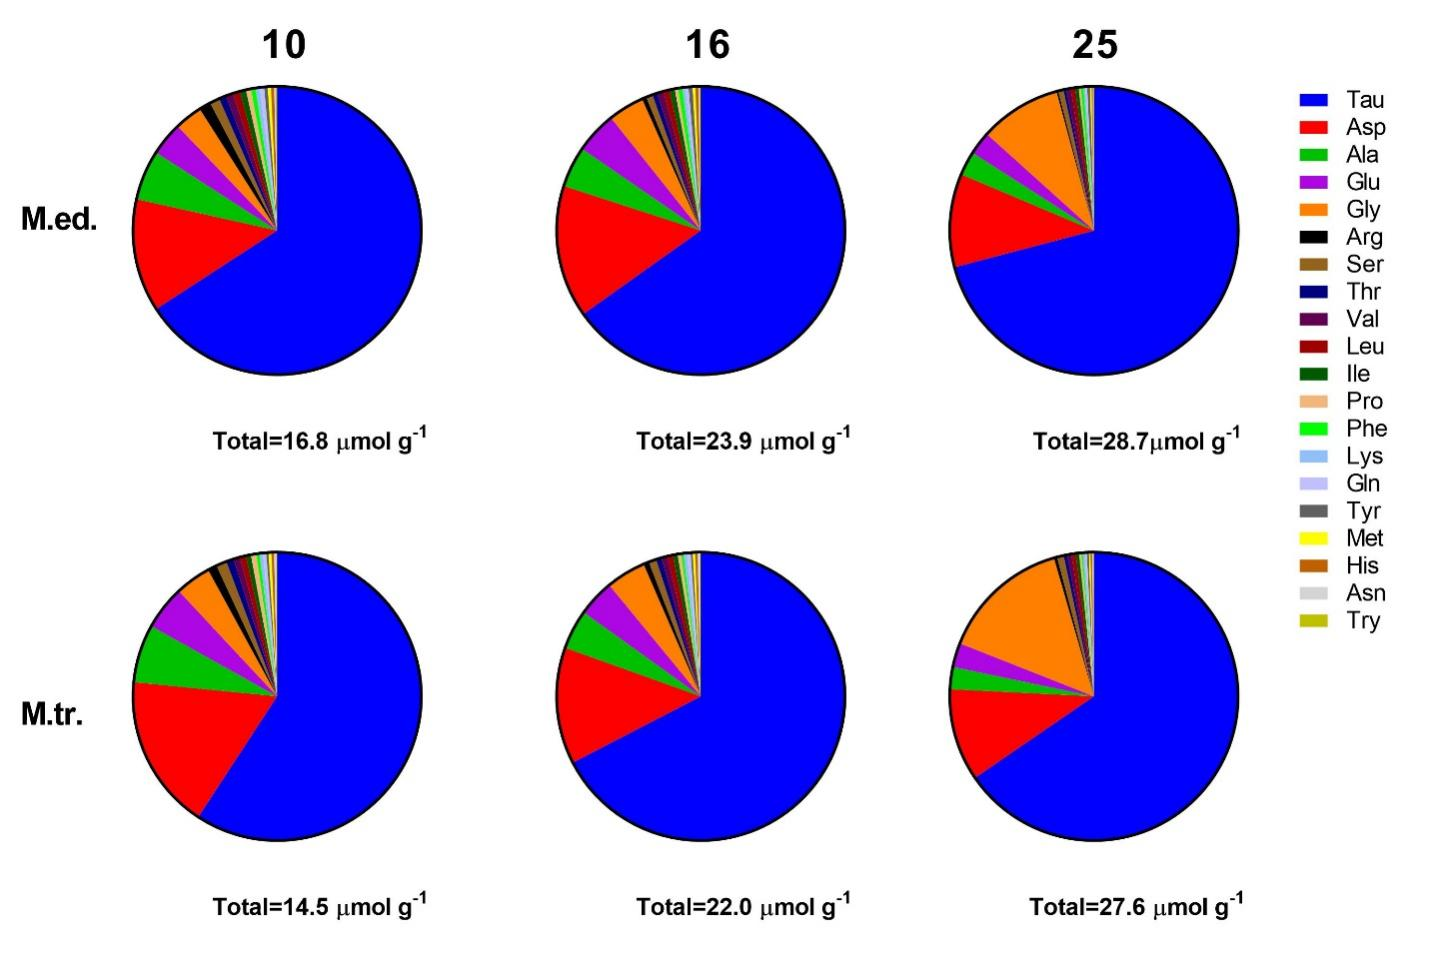 10 16 25
M.ed.
Total=16.8 μmol g-1 Total=23.9 μmol g-1 Total=28.7μmol g-1
M.tr.
Total=14.5 μmol g-1 Total=22.0 μmol g-1 Total=27.6 μmol g-1
Tau
Asp
Ala
Glu
Gly
Arg
Ser
Thr
Val
Leu
Ile
Pro
Phe
Lys
Gln
Tyr
Met
His
Asn
Try